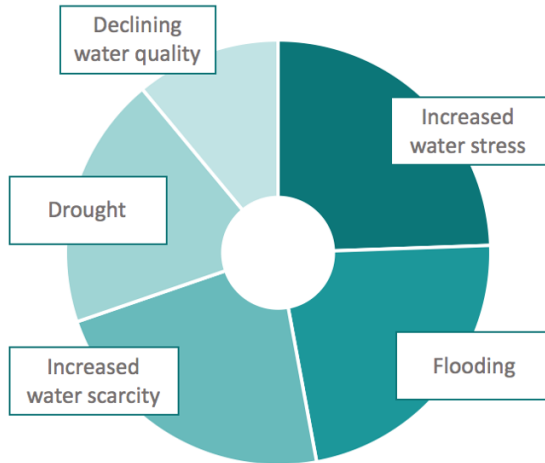 Declining
water quality
Increased
water stress
Drought
Increased
water scarcity
Flooding